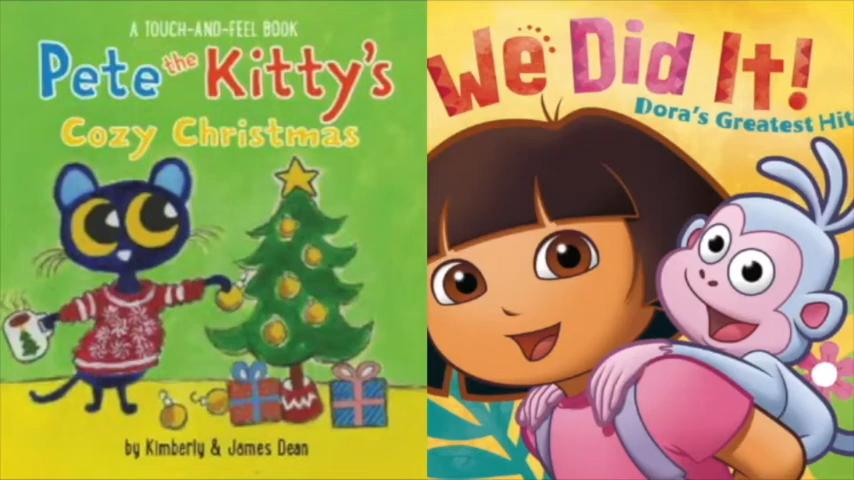 A TOUCH-AND-FEEL BOOK
Pete the Kitty's
Cozy Christmas
by Kimberly & James Dean
We Did It!
Dora's Greatest Hit